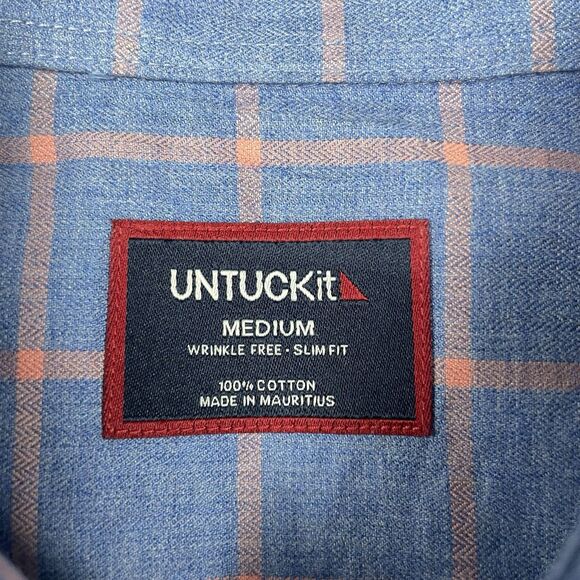 UNTUCKit
MEDIUM
WRINKLE FREE · SLIM FIT
100% COTTON
MADE IN MAURITIUS